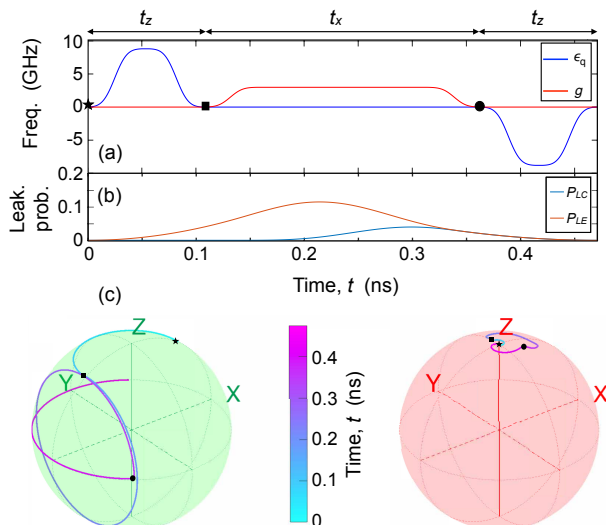 t_z t_x t_z
10
5
0
−5
Freq. (GHz)
ϵ_q
g
(a)
0.2
0.1
0
Leak. prob.
(b)
P_LC
P_LE
0 0.1 0.2 0.3 0.4
Time, t (ns)
(c)
Z
Y
X
0.4
0.3
0.2
0.1
0
Time, t (ns)
Z
Y
X